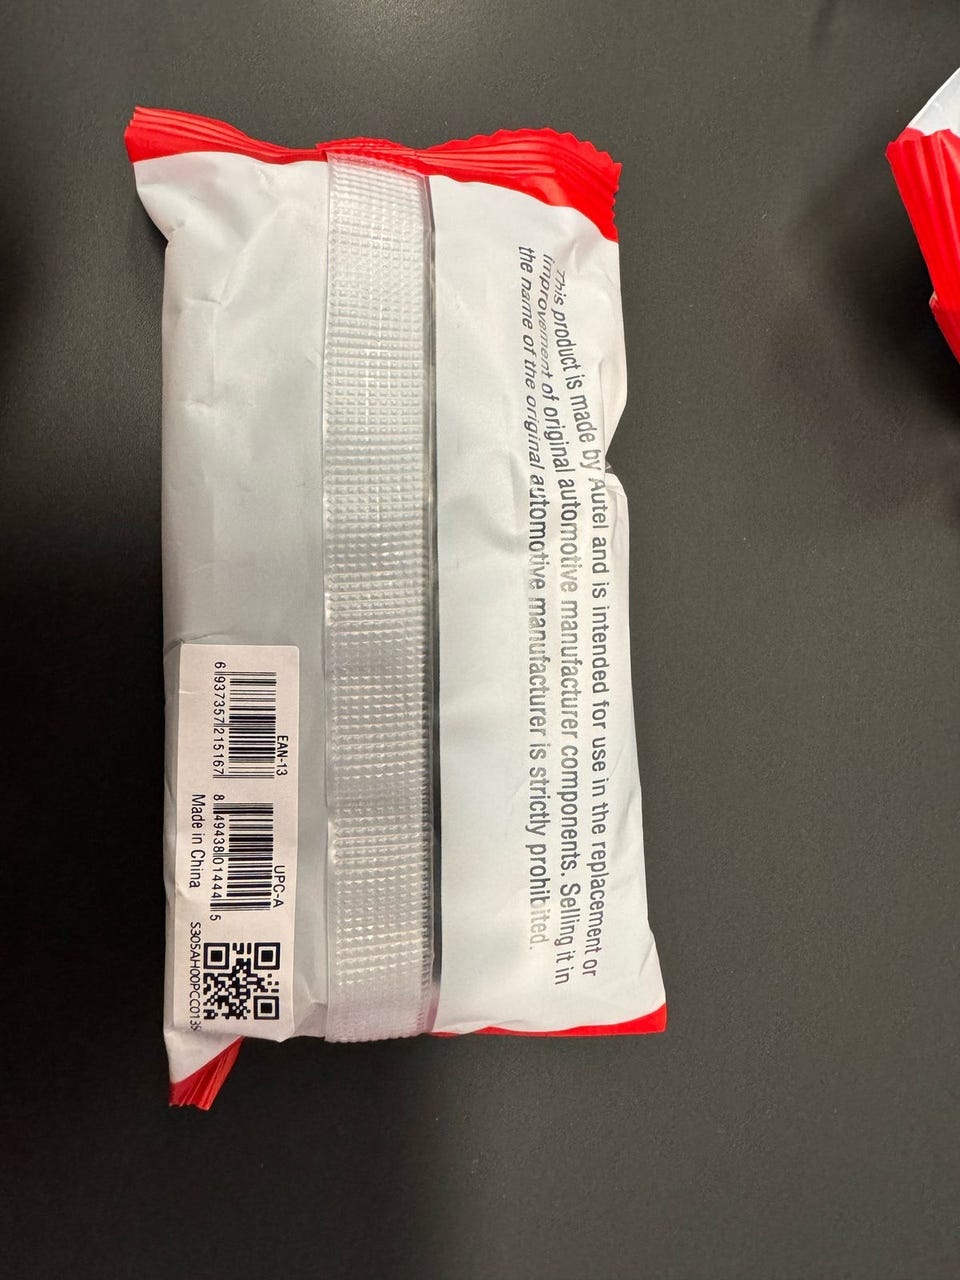 This product is made by Autel and is intended for use in the replacement or
improvement of original automotive manufacturer components. Selling it in
the name of the original automotive manufacturer is strictly prohibited.
EAN-13
6 937357 215167
UPC-A
8 49438 01444 5
Made in China